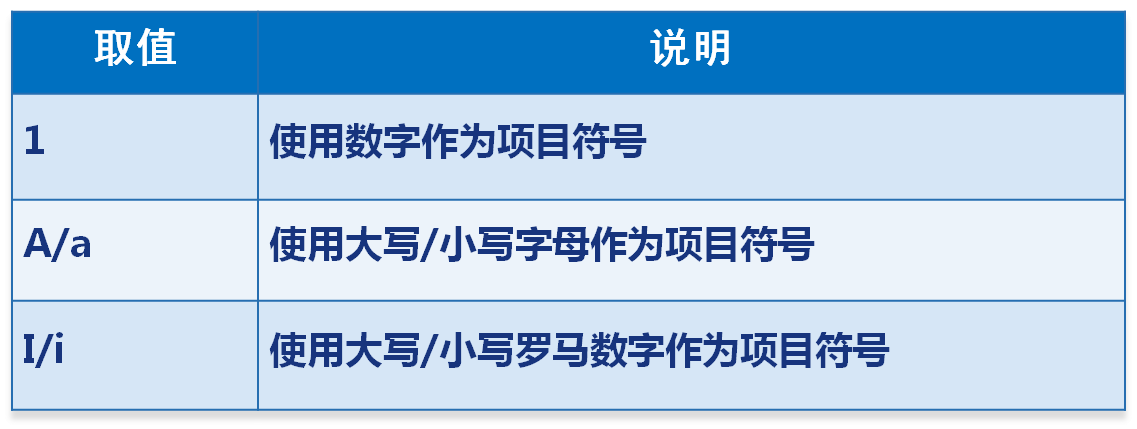 取值 说明
1 使用数字作为项目符号
A/a 使用大写/小写字母作为项目符号
I/i 使用大写/小写罗马数字作为项目符号